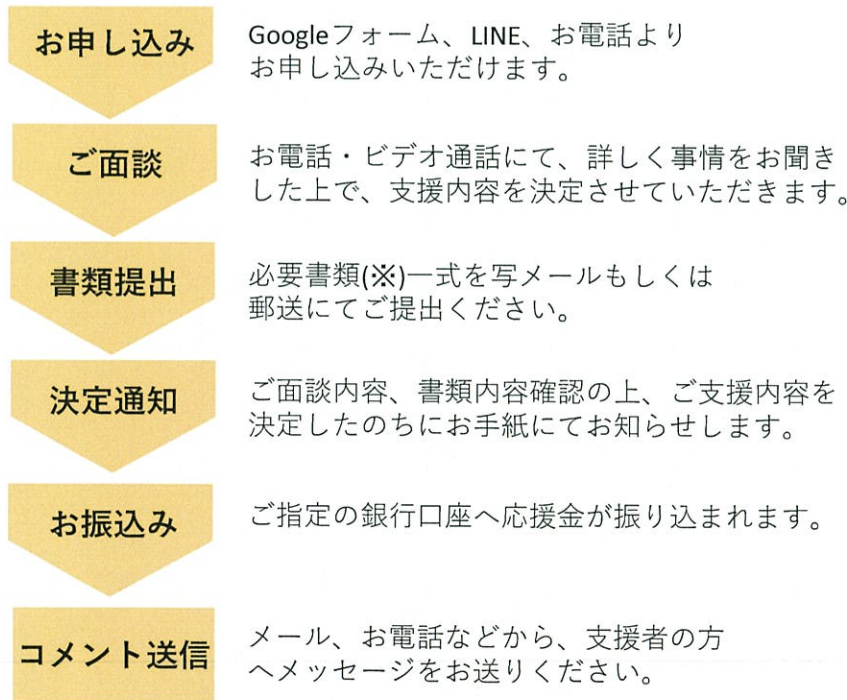 お申し込み
Googleフォーム、LINE、お電話より
お申し込みいただけます。
ご面談
お電話・ビデオ通話にて、詳しく事情をお聞き
した上で、支援内容を決定させていただきます。
書類提出
必要書類(※)一式を写メールもしくは
郵送にてご提出ください。
決定通知
ご面談内容、書類内容確認の上、ご支援内容を
決定したのちにお手紙にてお知らせします。
お振込み
ご指定の銀行口座へ応援金が振り込まれます。
コメント送信
メール、お電話などから、支援者の方
へメッセージをお送りください。